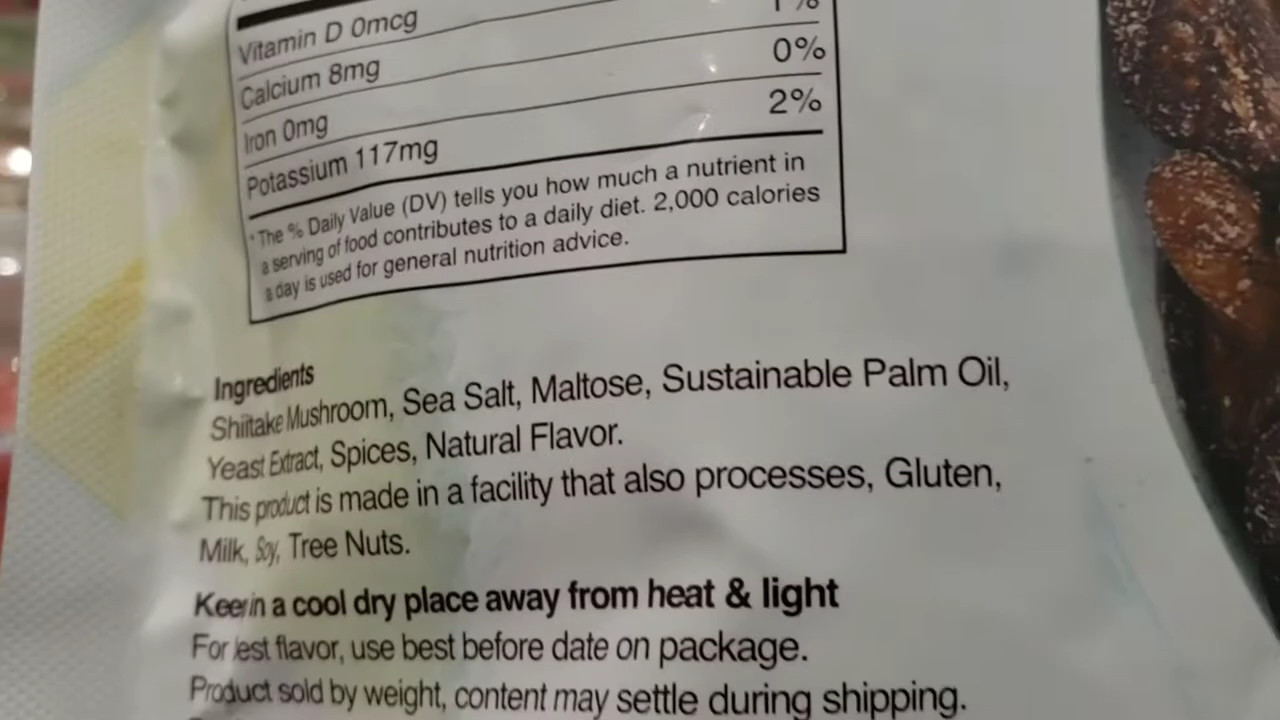 Vitamin D 0mcg
Calcium 8mg 1%
Iron 0mg 0%
Potassium 117mg 2%
* The % Daily Value (DV) tells you how much a nutrient in
a serving of food contributes to a daily diet. 2,000 calories
a day is used for general nutrition advice.
Ingredients
Shiitake Mushroom, Sea Salt, Maltose, Sustainable Palm Oil,
Yeast Extract, Spices, Natural Flavor.
This product is made in a facility that also processes, Gluten,
Milk, Soy, Tree Nuts.
Keep in a cool dry place away from heat & light
For best flavor, use best before date on package.
Product sold by weight, content may settle during shipping.